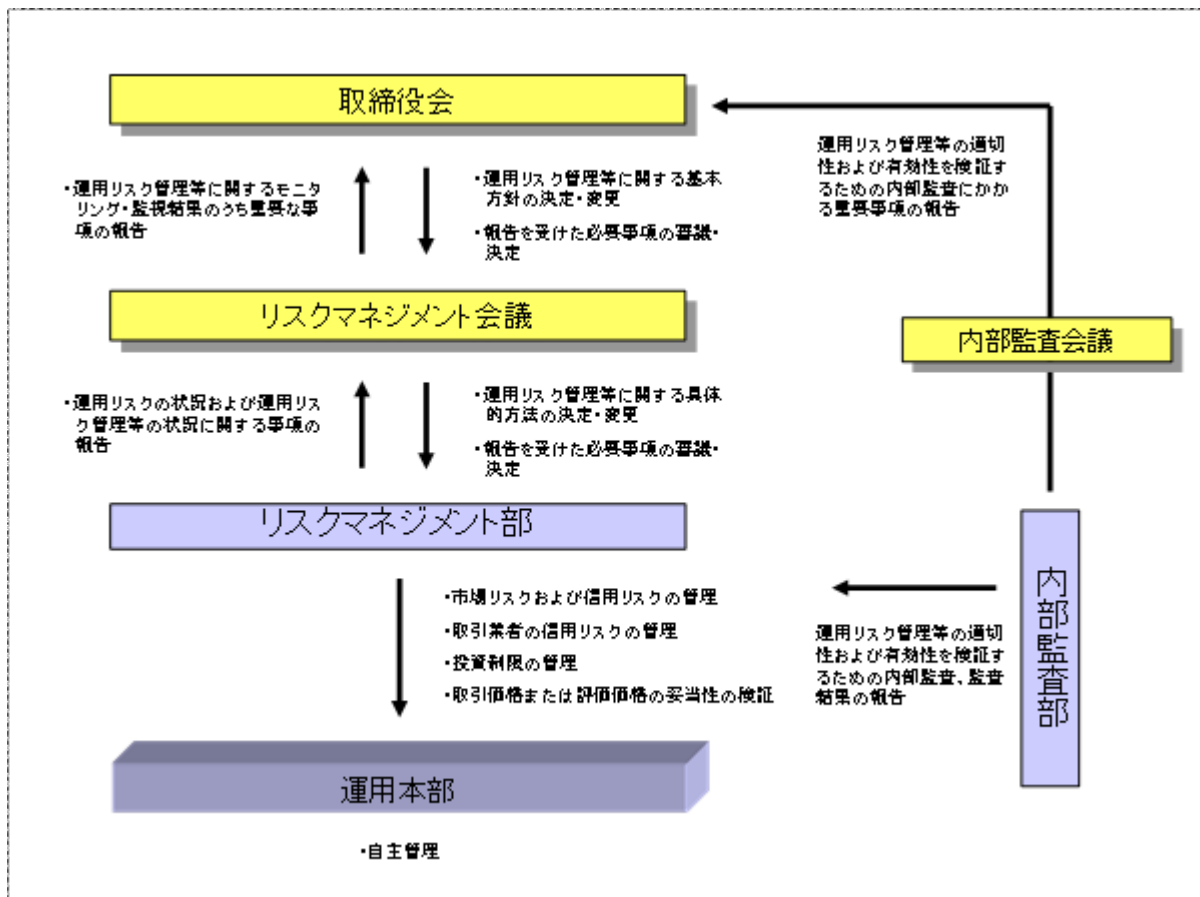 取締役会
・運用リスク管理等に関するモニ
タリング・監視結果のうち重要な事
項の報告
・運用リスク管理等に関する基本
方針の決定・変更
・報告を受けた必要事項の審議・
決定
運用リスク管理等の適切
性および有効性を検証す
るための内部監査にかか
る重要事項の報告
リスクマネジメント会議
内部監査会議
・運用リスクの状況および運用リス
ク管理等の状況に関する事項の
報告
・運用リスク管理等に関する具体
的方法の決定・変更
・報告を受けた必要事項の審議・
決定
リスクマネジメント部
内部監査部
・市場リスクおよび信用リスクの管理
・取引業者の信用リスクの管理
・投資制限の管理
・取引価格または評価価格の妥当性の検証
運用リスク管理等の適切
性および有効性を検証す
るための内部監査、監査
結果の報告
運用本部
・自主管理